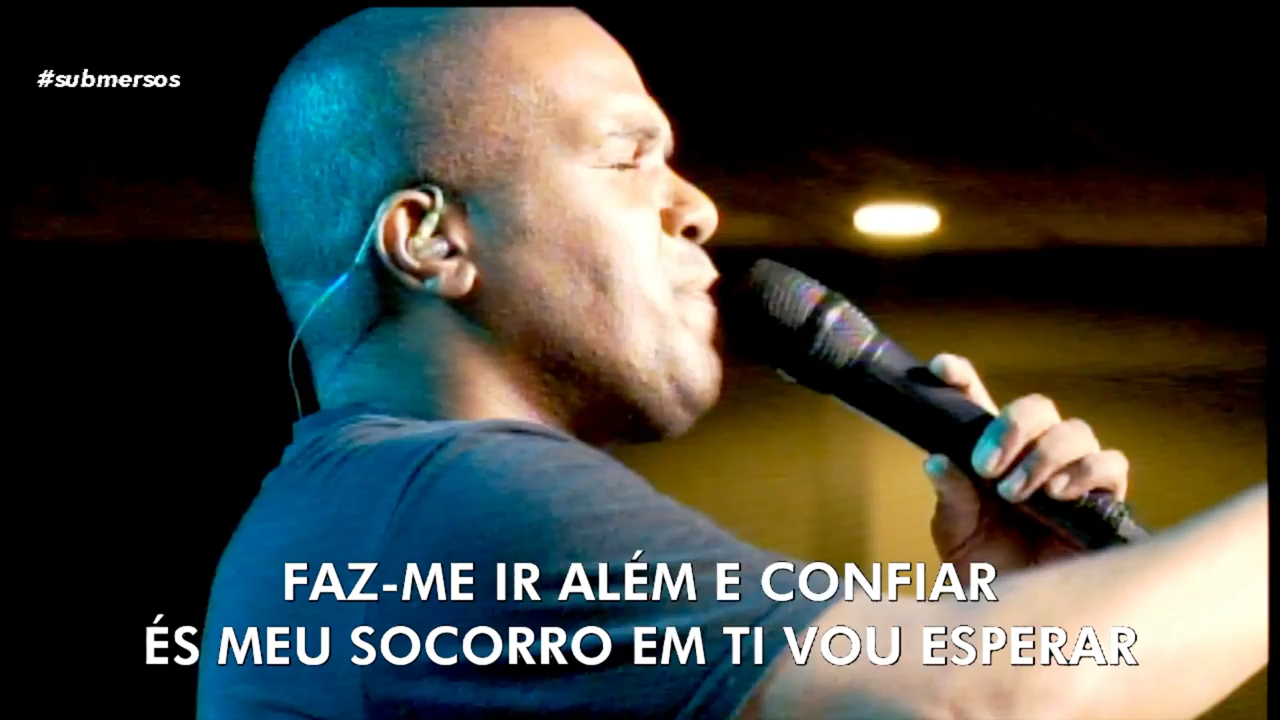 #submersos
FAZ-ME IR ALÉM E CONFIAR
ÉS MEU SOCORRO EM TI VOU ESPERAR